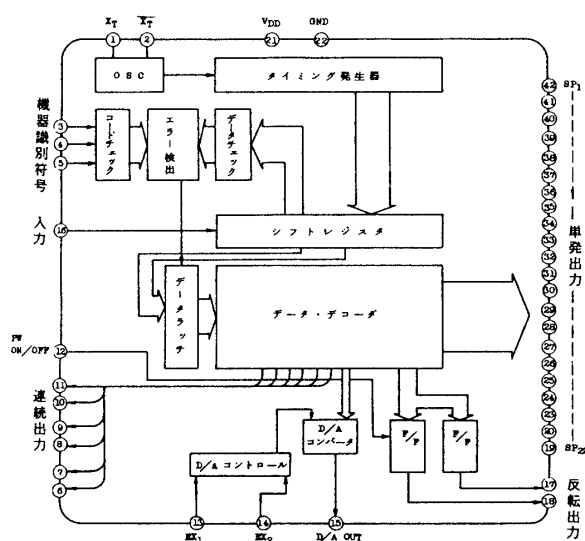 XT
XT
VDD
GND
1
2
21
22
OSC
タイミング発生器
機器識別符号
3
4
5
コードチェック
エラー検出
データチェック
入力
16
シフトレジスタ
データラッチ
データ・デコーダ
PW
ON/OFF
12
連続出力
11
10
9
8
7
6
D/A
コンバータ
D/Aコントロール
F/F
F/F
13
14
15
EX1
EX2
D/A OUT
42
SP1
41
40
39
38
37
36
35
34
33
32
31
30
29
28
27
26
25
24
23
20
19
SP22
単発出力
17
18
反転出力